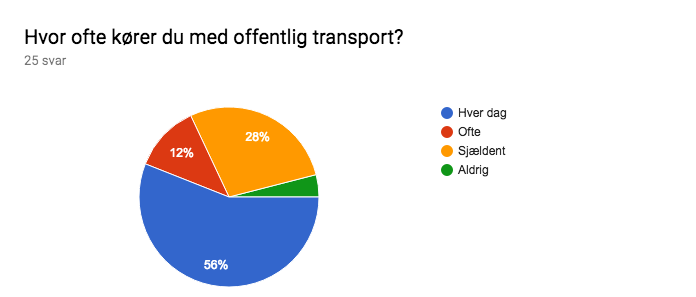 Hvor ofte kører du med offentlig transport?
25 svar
Hver dag
Ofte
Sjældent
Aldrig
28%
12%
56%